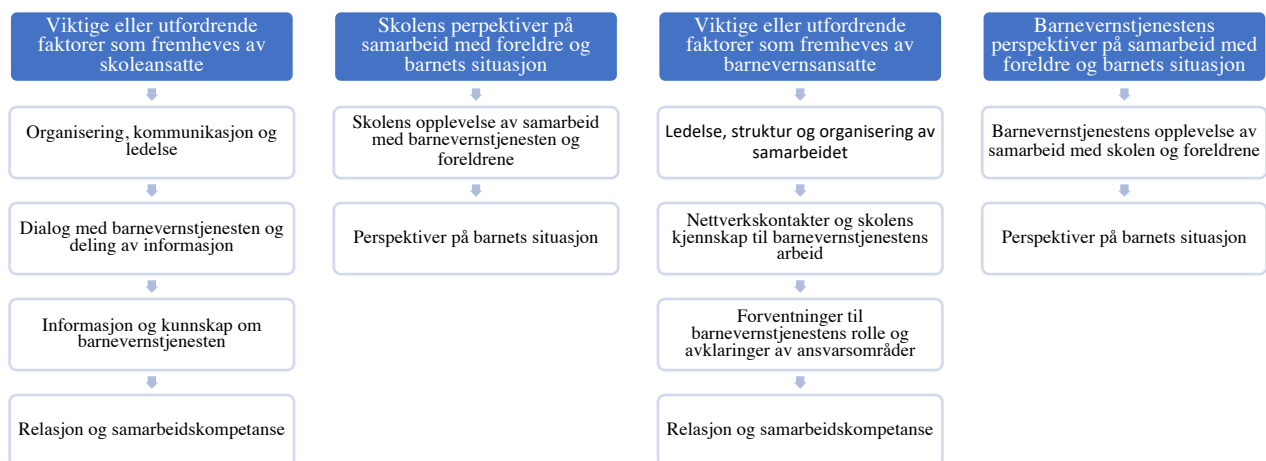 Viktige eller utfordrende
faktorer som fremheves av
skoleansatte
Organisering, kommunikasjon og
ledelse
Dialog med barnevernstjenesten og
deling av informasjon
Informasjon og kunnskap om
barnevernstjenesten
Relasjon og samarbeidskompetanse
Skolens perpektiver på
samarbeid med foreldre og
barnets situasjon
Skolens opplevelse av samarbeid
med barnevernstjenesten og
foreldrene
Perspektiver på barnets situasjon
Viktige eller utfordrende
faktorer som fremheves av
barnevernsansatte
Ledelse, struktur og organisering av
samarbeidet
Nettverkskontakter og skolens
kjennskap til barnevernstjenestens
arbeid
Forventninger til
barnevernstjenestens rolle og
avklaringer av ansvarsområder
Relasjon og samarbeidskompetanse
Barnevernstjenestens
perspektiver på samarbeid med
foreldre og barnets situasjon
Barnevernstjenestens opplevelse av
samarbeid med skolen og foreldrene
Perspektiver på barnets situasjon